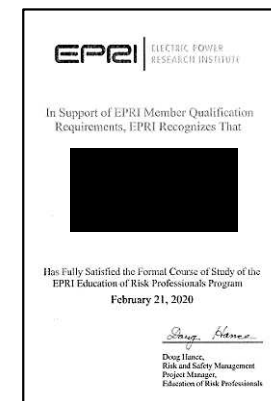 EPRI
ELECTRIC POWER
RESEARCH INSTITUTE
In Support of EPRI Member Qualification
Requirements, EPRI Recognizes That
Has Fully Satisfied the Formal Course of Study of the
EPRI Education of Risk Professionals Program
February 21, 2020
Doug Hance
Doug Hance,
Risk and Safety Management
Project Manager,
Education of Risk Professionals